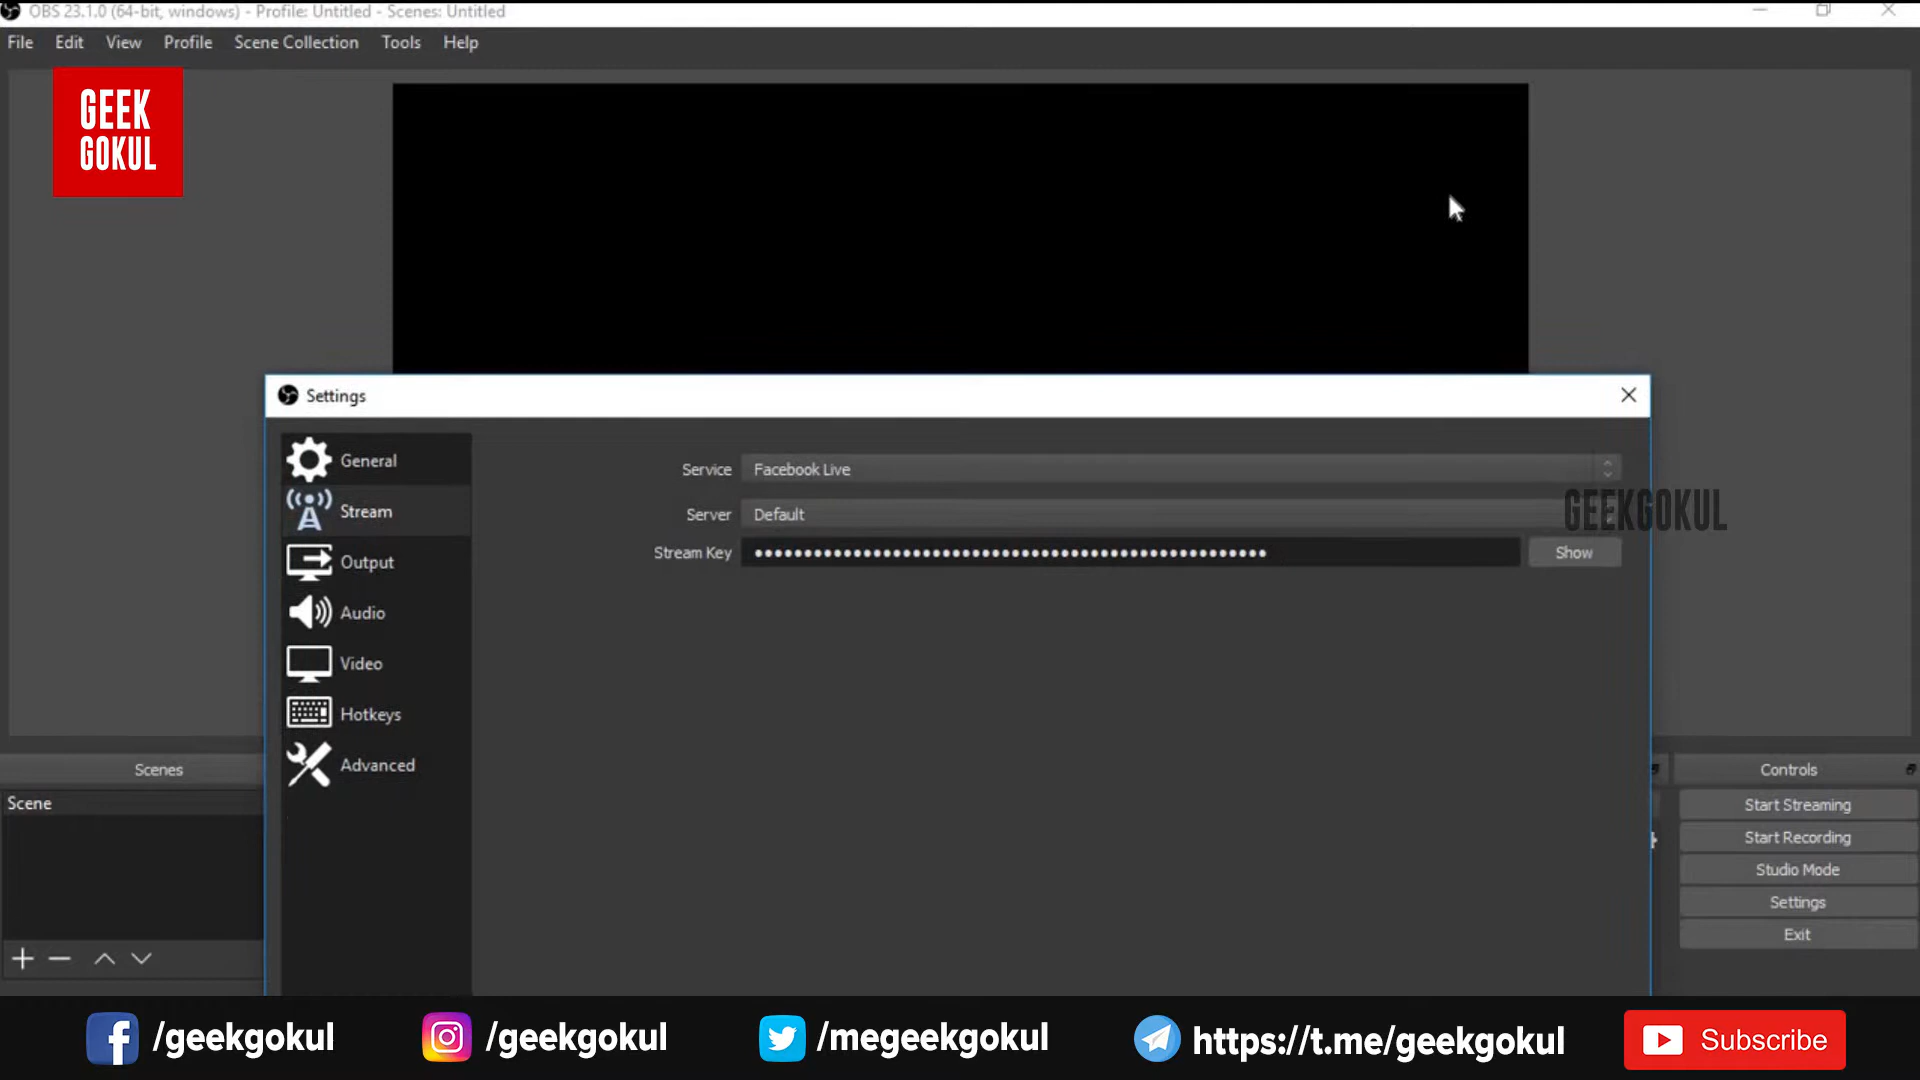 OBS 23.1.0 (64-bit, windows) - Profile: Untitled - Scenes: Untitled
File Edit View Profile Scene Collection Tools Help
GEEK
GOKUL
Settings
General
Stream
Output
Audio
Video
Hotkeys
Advanced
Service Facebook Live
Server Default
GEEKGOKUL
Stream Key ●●●●●●●●●●●●●●●●●●●●●●●●●●●●●●●●●●●●●●●●●●●●●●●●●●●● Show
Scenes
Scene
Controls
Start Streaming
Start Recording
Studio Mode
Settings
Exit
/geekgokul /geekgokul /megeekgokul https://t.me/geekgokul Subscribe